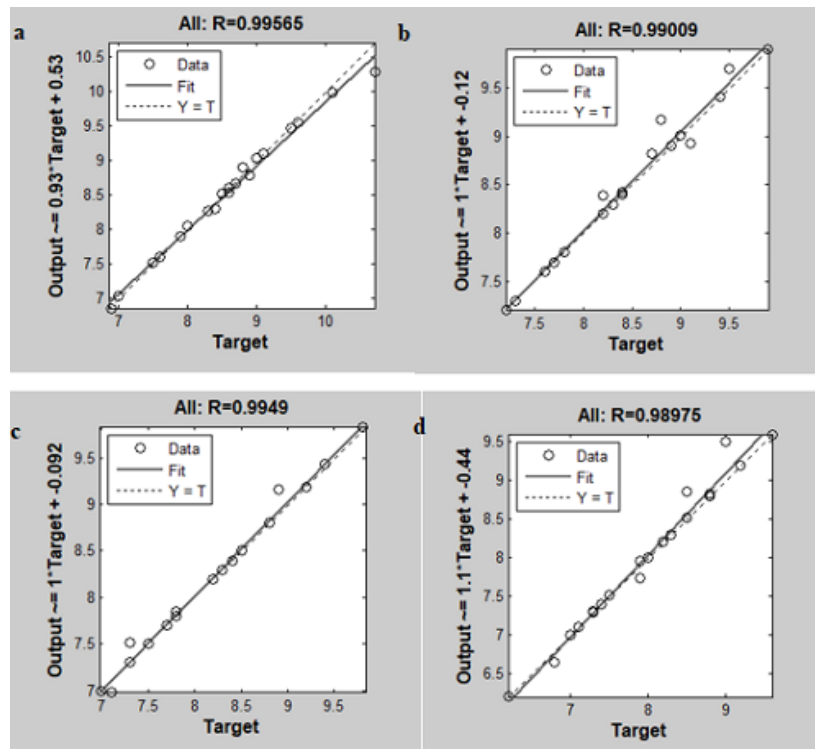 a
All: R=0.99565
Output ~= 0.93*Target + 0.53
10.5
10
9.5
9
8.5
8
7.5
7
Data
Fit
Y = T
7 8 9 10
Target
b
All: R=0.99009
Output ~= 1*Target + -0.12
9.5
9
8.5
8
7.5
Data
Fit
Y = T
7.5 8 8.5 9 9.5
Target
c
All: R=0.9949
Output ~= 1*Target + -0.092
9.5
9
8.5
8
7.5
7
Data
Fit
Y = T
7 7.5 8 8.5 9 9.5
Target
d
All: R=0.98975
Output ~= 1.1*Target + -0.44
9.5
9
8.5
8
7.5
7
6.5
Data
Fit
Y = T
7 8 9
Target